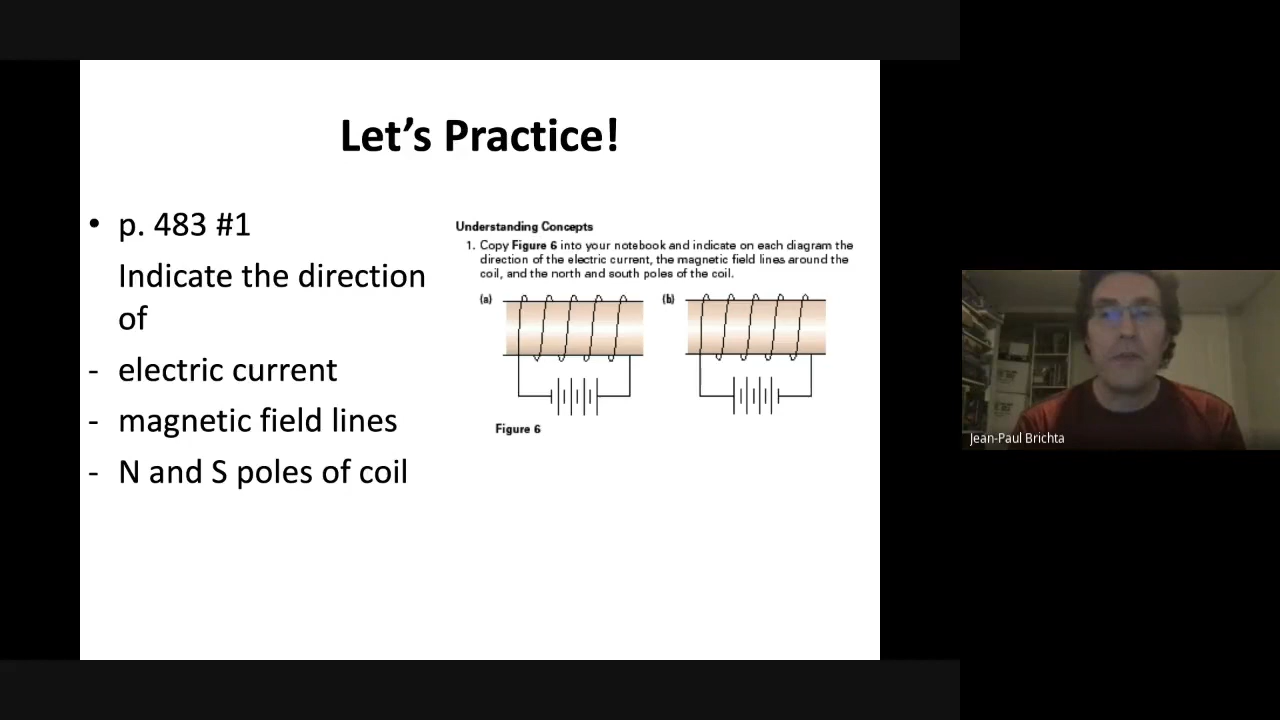 Let's Practice!
• p. 483 #1
Indicate the direction
of
- electric current
- magnetic field lines
- N and S poles of coil
Understanding Concepts
1. Copy Figure 6 into your notebook and indicate on each diagram the
direction of the electric current, the magnetic field lines around the
coil, and the north and south poles of the coil.
(a)
(b)
Figure 6
Jean-Paul Brichta